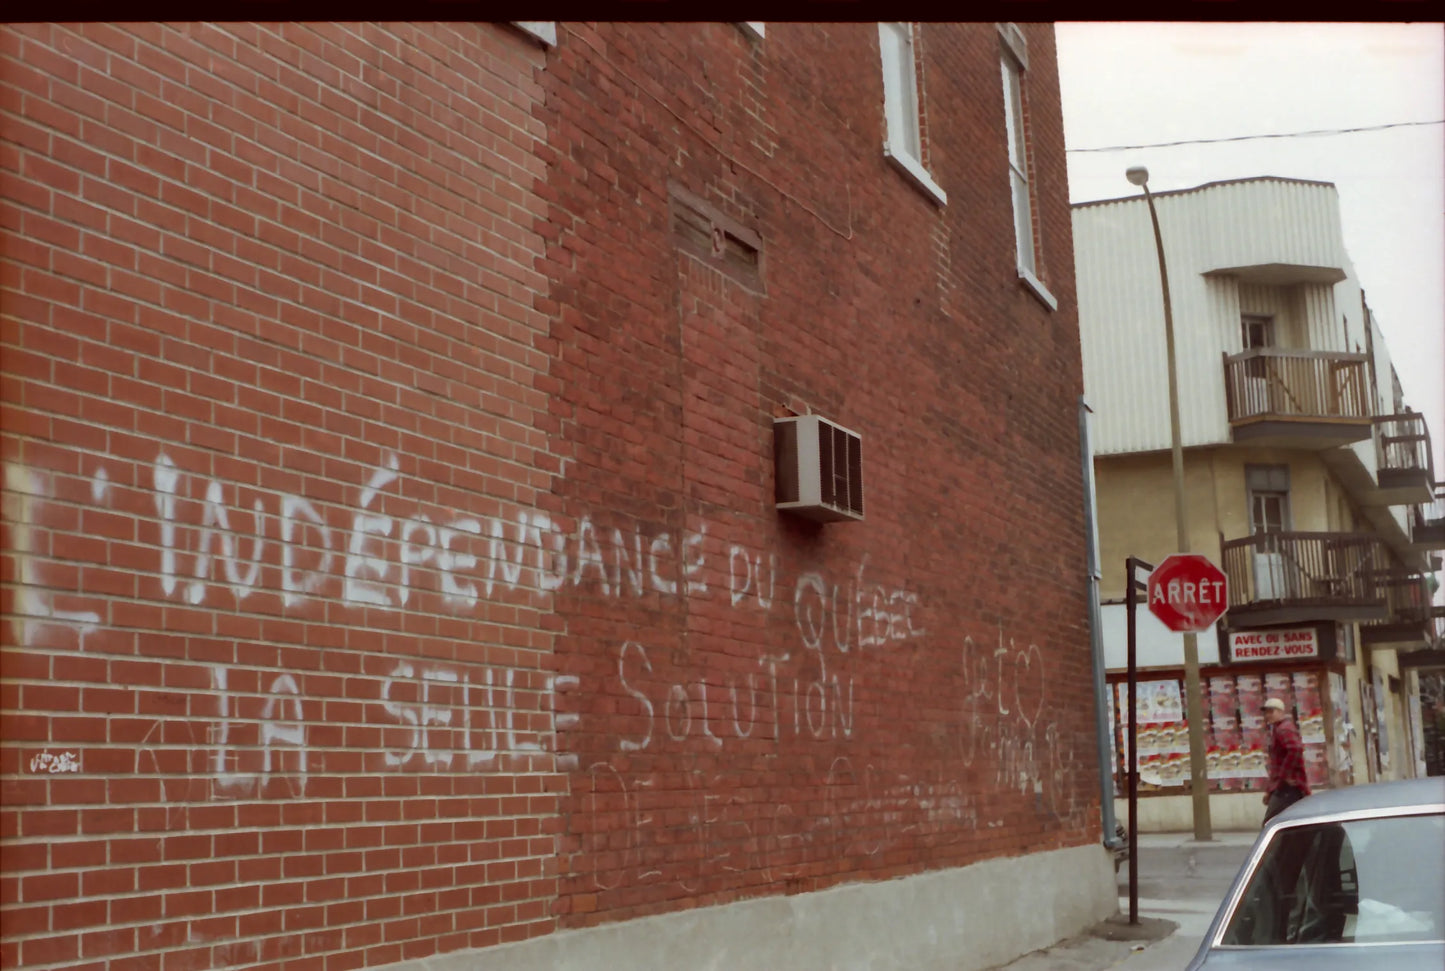 L'INDÉPENDANCE DU QUÉBEC
LA SEULE SOLUTION
ARRÊT
AVEC OU SANS
RENDEZ-VOUS